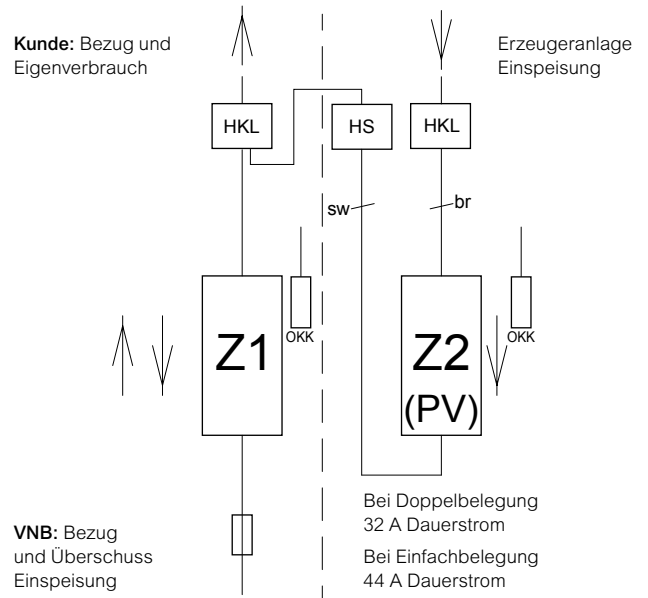 Kunde: Bezug und
Eigenverbrauch
Erzeugeranlage
Einspeisung
HKL
HS
HKL
sw
br
OKK
OKK
Z1
Z2
(PV)
VNB: Bezug
und Überschuss
Einspeisung
Bei Doppelbelegung
32 A Dauerstrom
Bei Einfachbelegung
44 A Dauerstrom